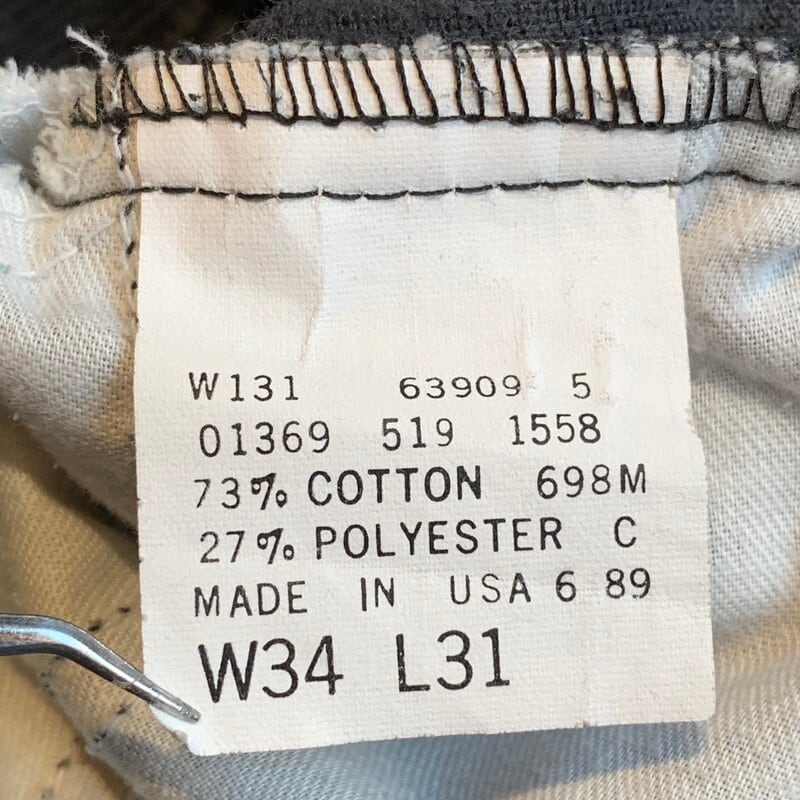 W131 63909 5
01369 519 1558
73% COTTON 698M
27% POLYESTER C
MADE IN USA 6 89
W34 L31